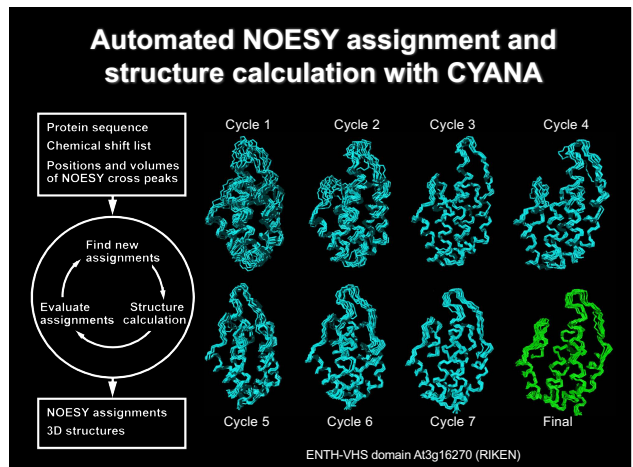 Automated NOESY assignment and
structure calculation with CYANA
Protein sequence
Chemical shift list
Positions and volumes
of NOESY cross peaks
Find new
assignments
Evaluate
assignments
Structure
calculation
NOESY assignments
3D structures
Cycle 1
Cycle 2
Cycle 3
Cycle 4
Cycle 5
Cycle 6
Cycle 7
Final
ENTH-VHS domain At3g16270 (RIKEN)